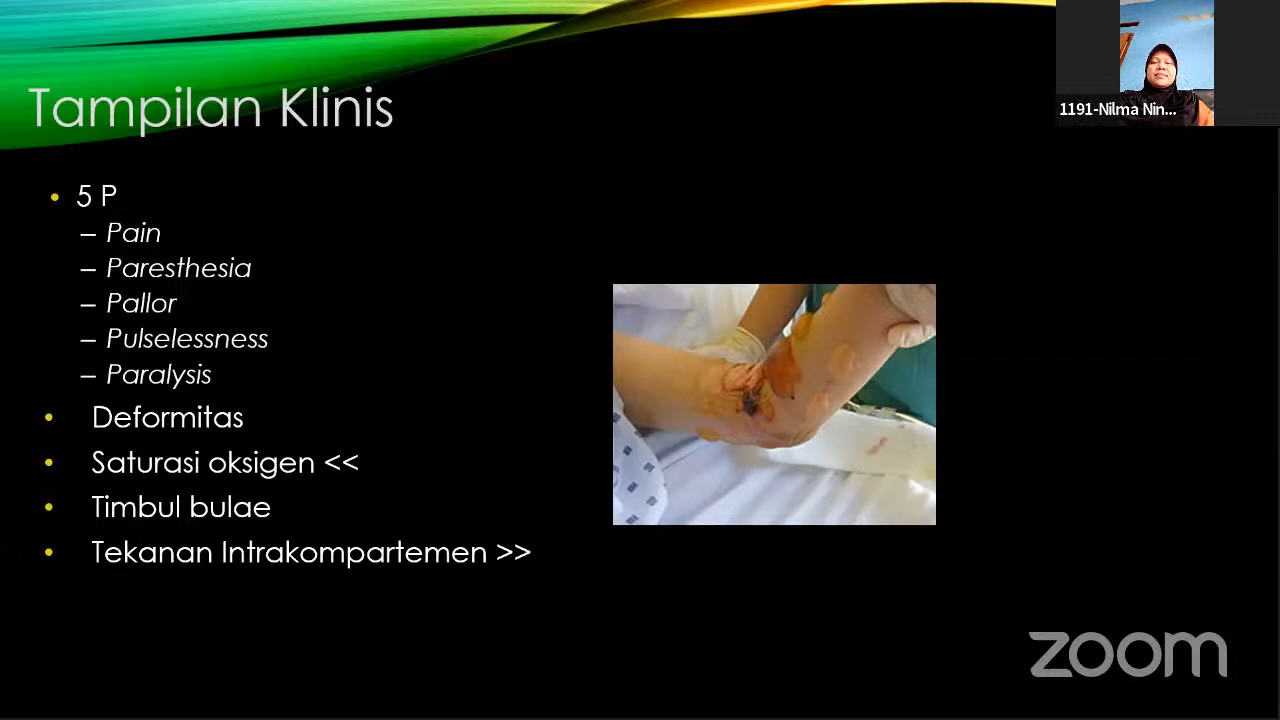 Tampilan Klinis
1191-Nilma Nin...
• 5 P
– Pain
– Paresthesia
– Pallor
– Pulselessness
– Paralysis
• Deformitas
• Saturasi oksigen <<
• Timbul bulae
• Tekanan Intrakompartemen >>
zoom